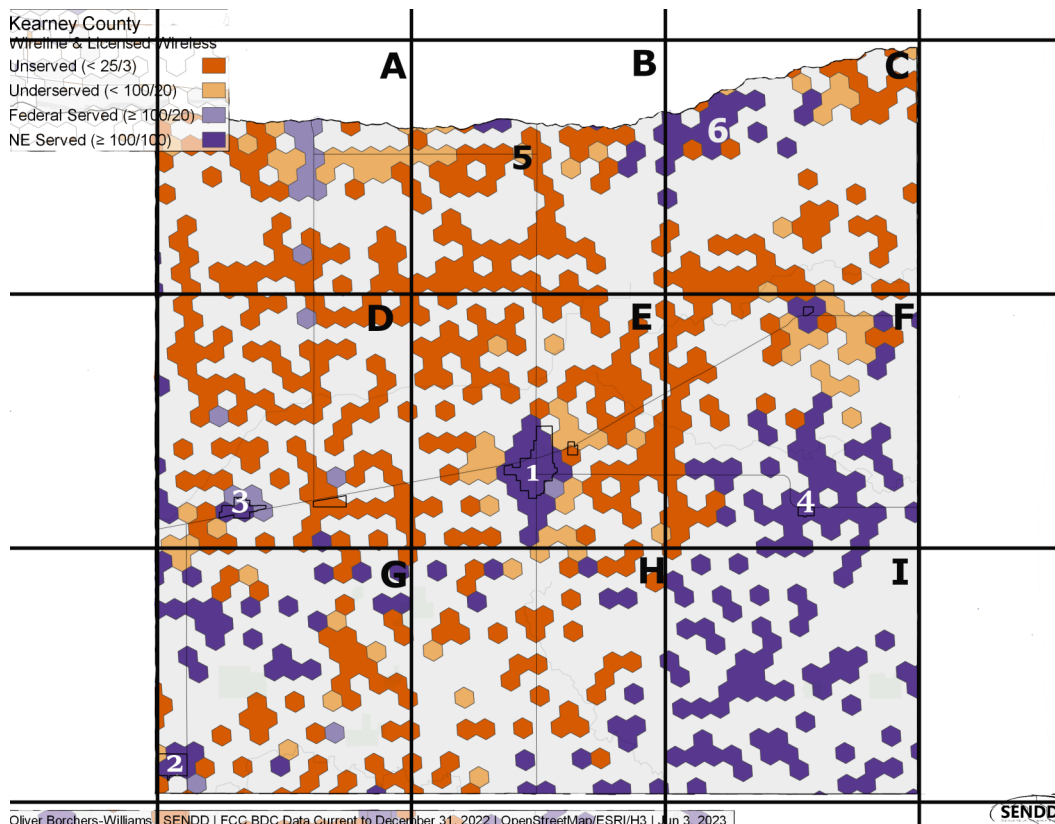 Kearney County
Wireline & Licensed Wireless
Unserved (< 25/3)
Underserved (< 100/20)
Federal Served (≥ 100/20)
NE Served (≥ 100/100)
A
B
C
6
5
D
E
F
1
3
4
G
H
I
2
Oliver Borchers-Williams | SENDD | FCC BDC Data Current to December 31, 2022 | OpenStreetMap/ESRI/H3 | Jun 3, 2023
SENDD